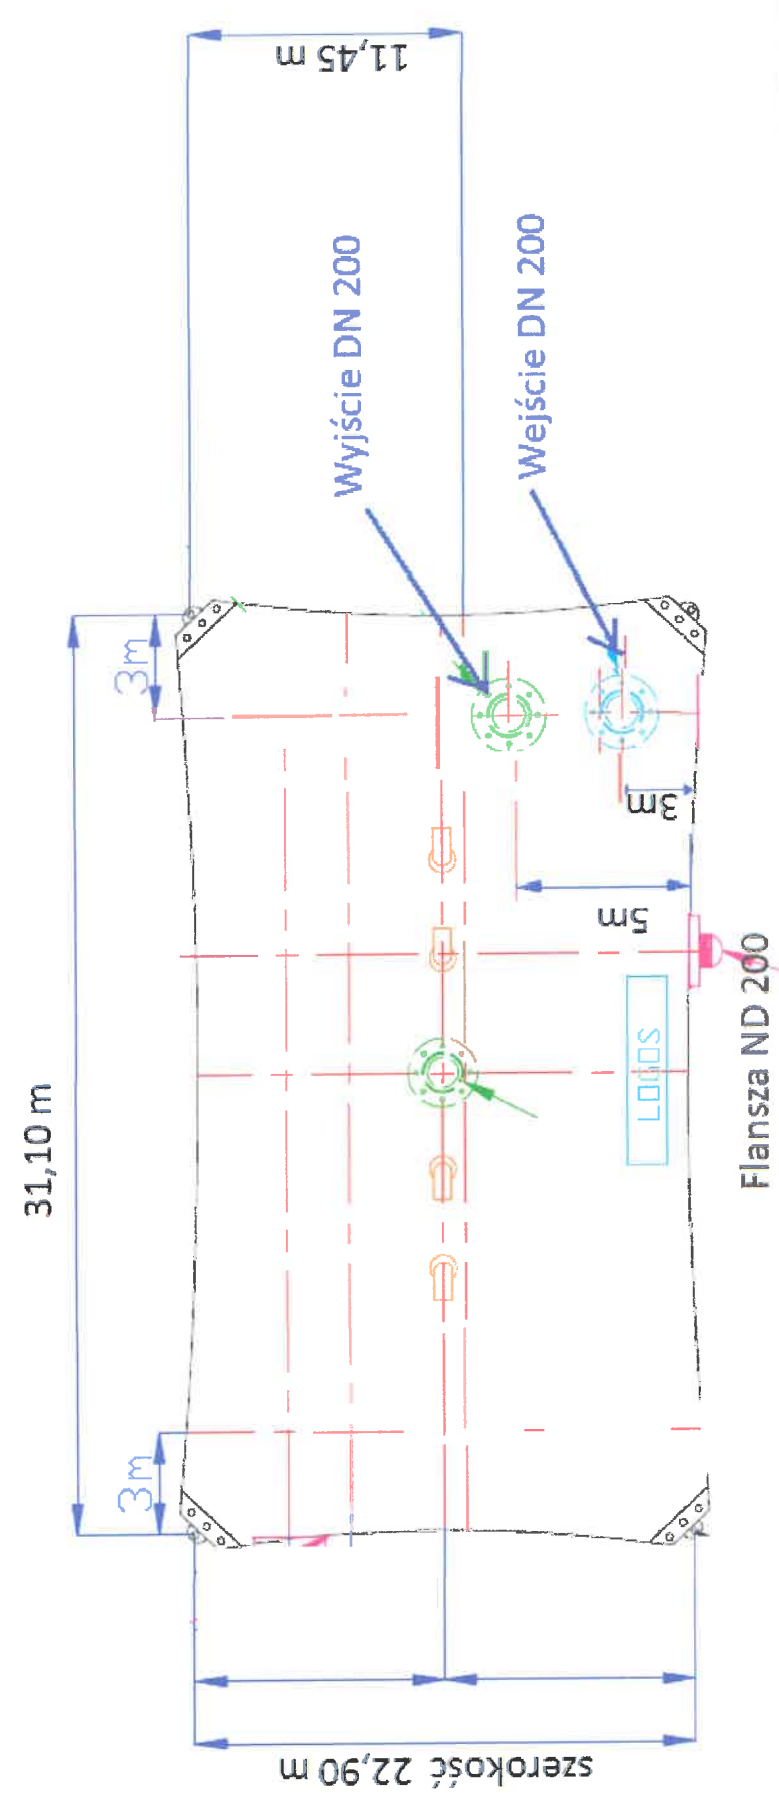 11,45 m
Wyjście DN 200
Wejście DN 200
3m
3m
5m
31,10 m
LOGOS
Flansza ND 200
3m
szerokość 22,90 m